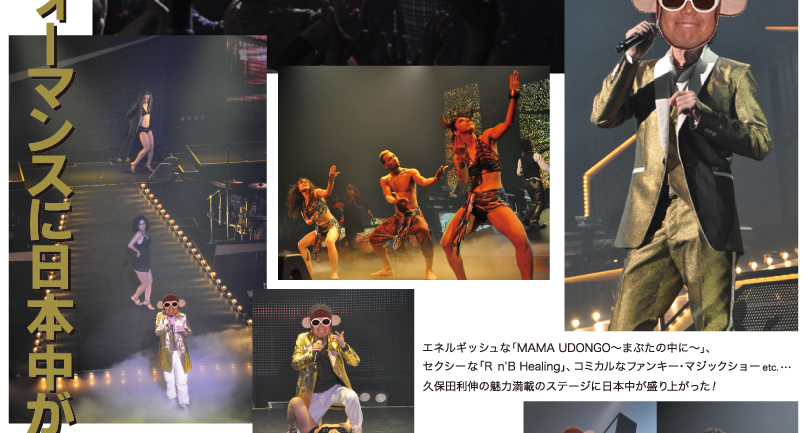 ォーマンスに日本中が
エネルギッシュな「MAMA UDONGO〜まぶたの中に〜」、
セクシーな「R n'B Healing」、コミカルなファンキー・マジックショー etc.…
久保田利伸の魅力満載のステージに日本中が盛り上がった！